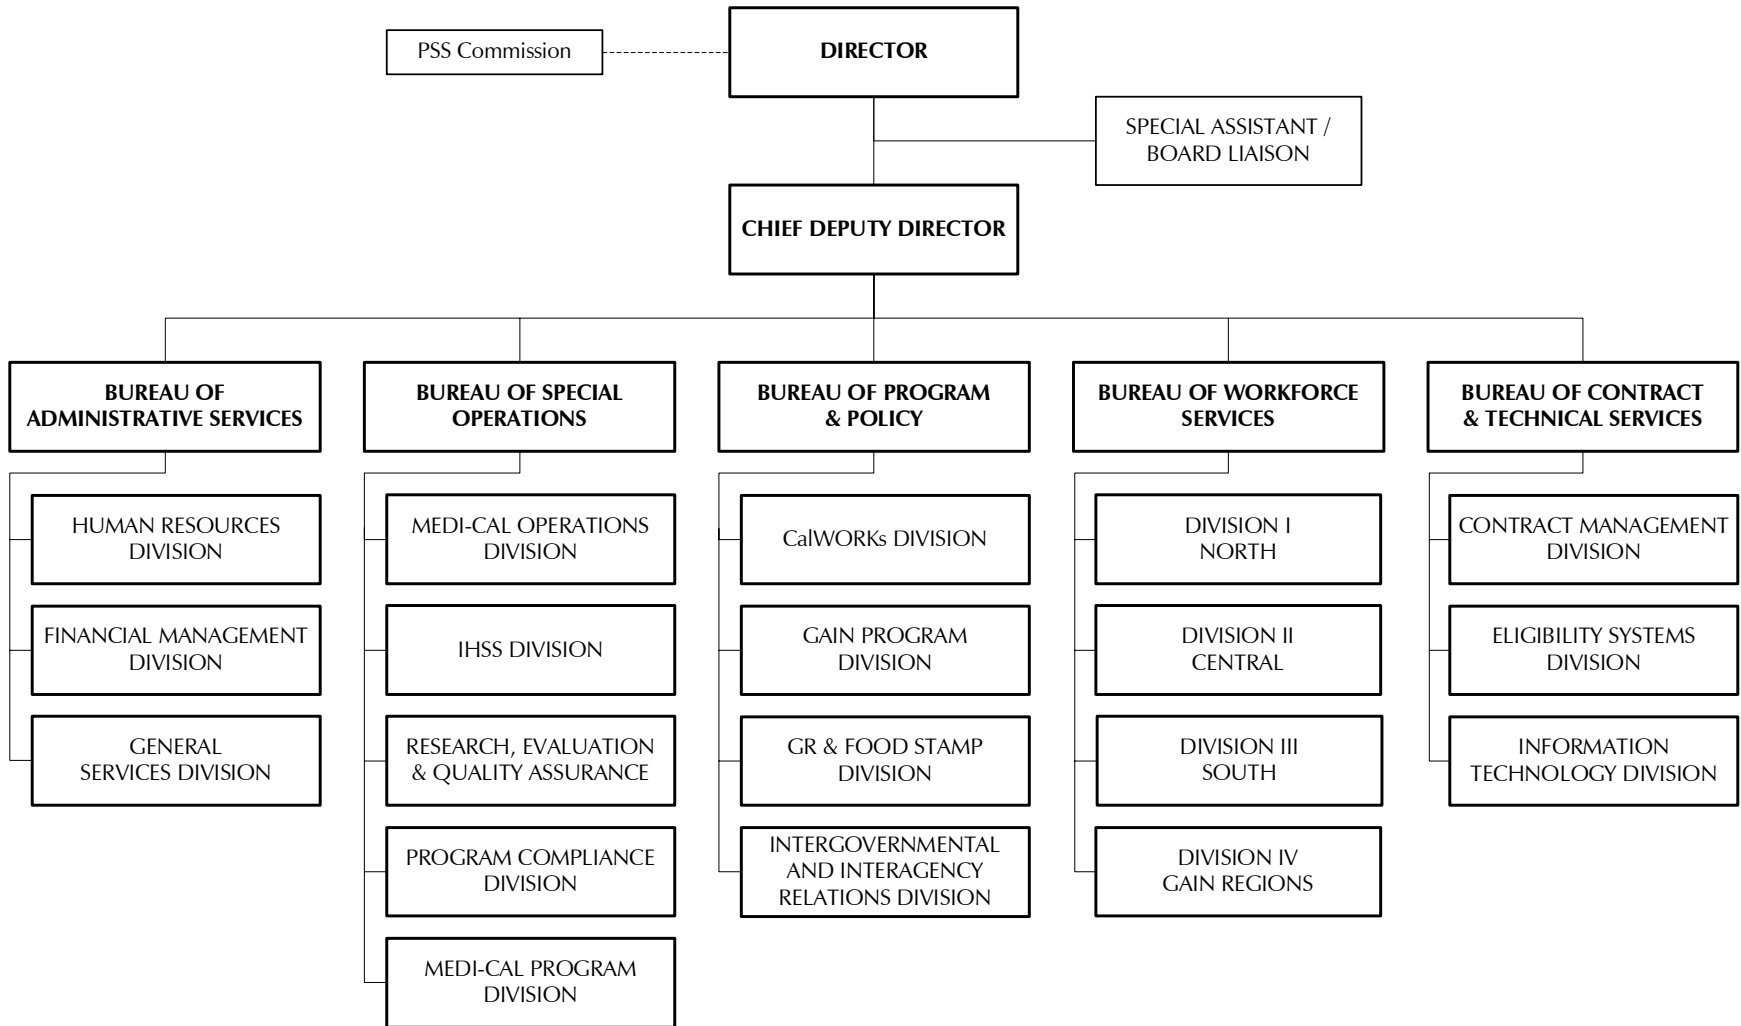 PSS Commission
DIRECTOR
SPECIAL ASSISTANT /
BOARD LIAISON
CHIEF DEPUTY DIRECTOR
BUREAU OF
ADMINISTRATIVE SERVICES
HUMAN RESOURCES
DIVISION
FINANCIAL MANAGEMENT
DIVISION
GENERAL
SERVICES DIVISION
BUREAU OF SPECIAL
OPERATIONS
MEDI-CAL OPERATIONS
DIVISION
IHSS DIVISION
RESEARCH, EVALUATION
& QUALITY ASSURANCE
PROGRAM COMPLIANCE
DIVISION
MEDI-CAL PROGRAM
DIVISION
BUREAU OF PROGRAM
& POLICY
CalWORKs DIVISION
GAIN PROGRAM
DIVISION
GR & FOOD STAMP
DIVISION
INTERGOVERNMENTAL
AND INTERAGENCY
RELATIONS DIVISION
BUREAU OF WORKFORCE
SERVICES
DIVISION I
NORTH
DIVISION II
CENTRAL
DIVISION III
SOUTH
DIVISION IV
GAIN REGIONS
BUREAU OF CONTRACT
& TECHNICAL SERVICES
CONTRACT MANAGEMENT
DIVISION
ELIGIBILITY SYSTEMS
DIVISION
INFORMATION
TECHNOLOGY DIVISION